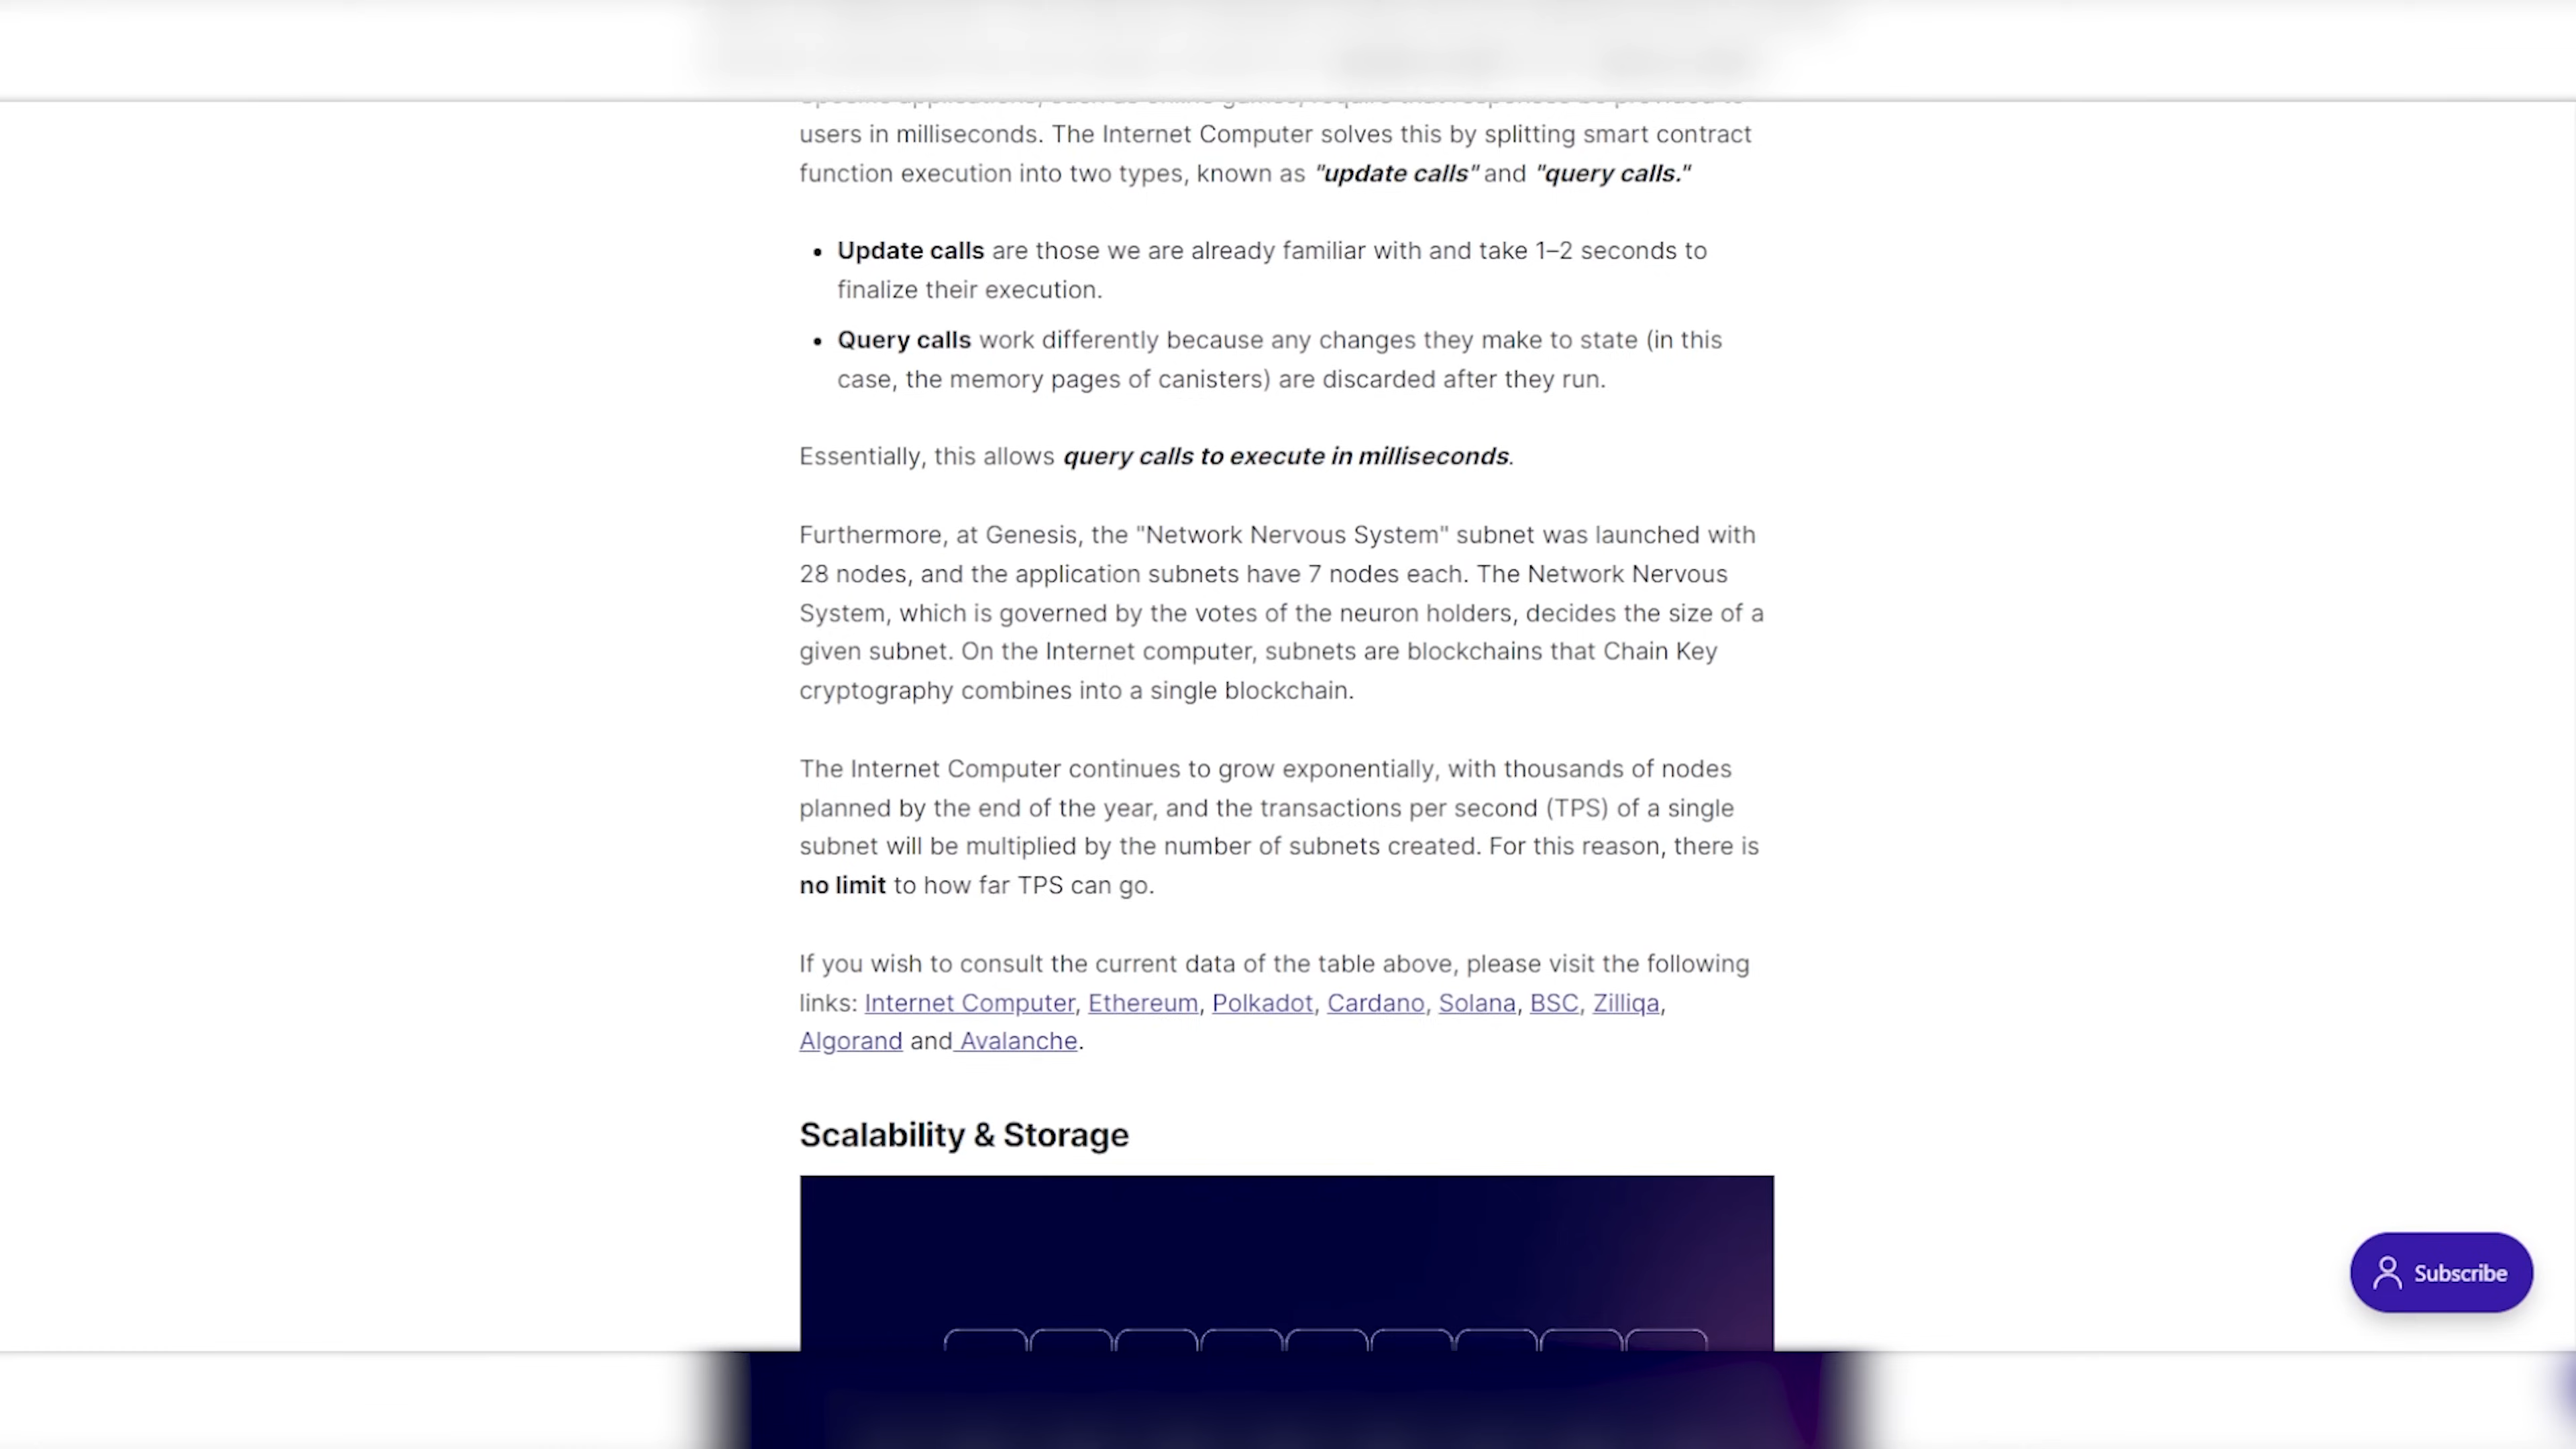 users in milliseconds. The Internet Computer solves this by splitting smart contract
function execution into two types, known as "update calls" and "query calls."
• Update calls are those we are already familiar with and take 1–2 seconds to
finalize their execution.
• Query calls work differently because any changes they make to state (in this
case, the memory pages of canisters) are discarded after they run.
Essentially, this allows query calls to execute in milliseconds.
Furthermore, at Genesis, the "Network Nervous System" subnet was launched with
28 nodes, and the application subnets have 7 nodes each. The Network Nervous
System, which is governed by the votes of the neuron holders, decides the size of a
given subnet. On the Internet computer, subnets are blockchains that Chain Key
cryptography combines into a single blockchain.
The Internet Computer continues to grow exponentially, with thousands of nodes
planned by the end of the year, and the transactions per second (TPS) of a single
subnet will be multiplied by the number of subnets created. For this reason, there is
no limit to how far TPS can go.
If you wish to consult the current data of the table above, please visit the following
links: Internet Computer, Ethereum, Polkadot, Cardano, Solana, BSC, Zilliqa,
Algorand and Avalanche.
Scalability & Storage
Subscribe